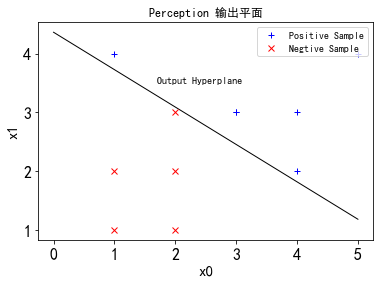 Perception 输出平面
Positive Sample
Negtive Sample
Output Hyperplane
4
3
2
1
x1
0 1 2 3 4 5
x0